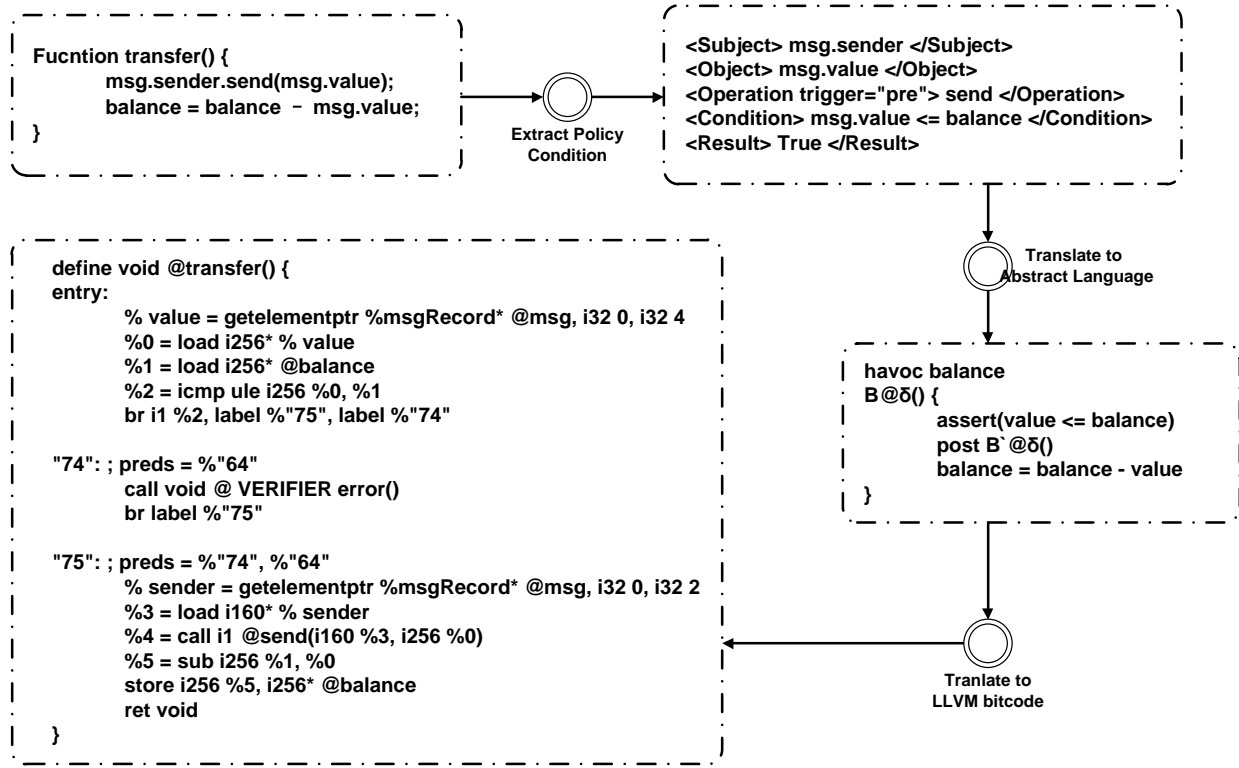 Fucntion transfer() {
msg.sender.send(msg.value);
balance = balance – msg.value;
}
Extract Policy
Condition
<Subject> msg.sender </Subject>
<Object> msg.value </Object>
<Operation trigger="pre"> send </Operation>
<Condition> msg.value <= balance </Condition>
<Result> True </Result>
Translate to
Abstract Language
havoc balance
B@δ() {
assert(value <= balance)
post B`@δ()
balance = balance - value
}
Tranlate to
LLVM bitcode
define void @transfer() {
entry:
% value = getelementptr %msgRecord* @msg, i32 0, i32 4
%0 = load i256* % value
%1 = load i256* @balance
%2 = icmp ule i256 %0, %1
br i1 %2, label %"75", label %"74"
"74": ; preds = %"64"
call void @ VERIFIER error()
br label %"75"
"75": ; preds = %"74", %"64"
% sender = getelementptr %msgRecord* @msg, i32 0, i32 2
%3 = load i160* % sender
%4 = call i1 @send(i160 %3, i256 %0)
%5 = sub i256 %1, %0
store i256 %5, i256* @balance
ret void
}